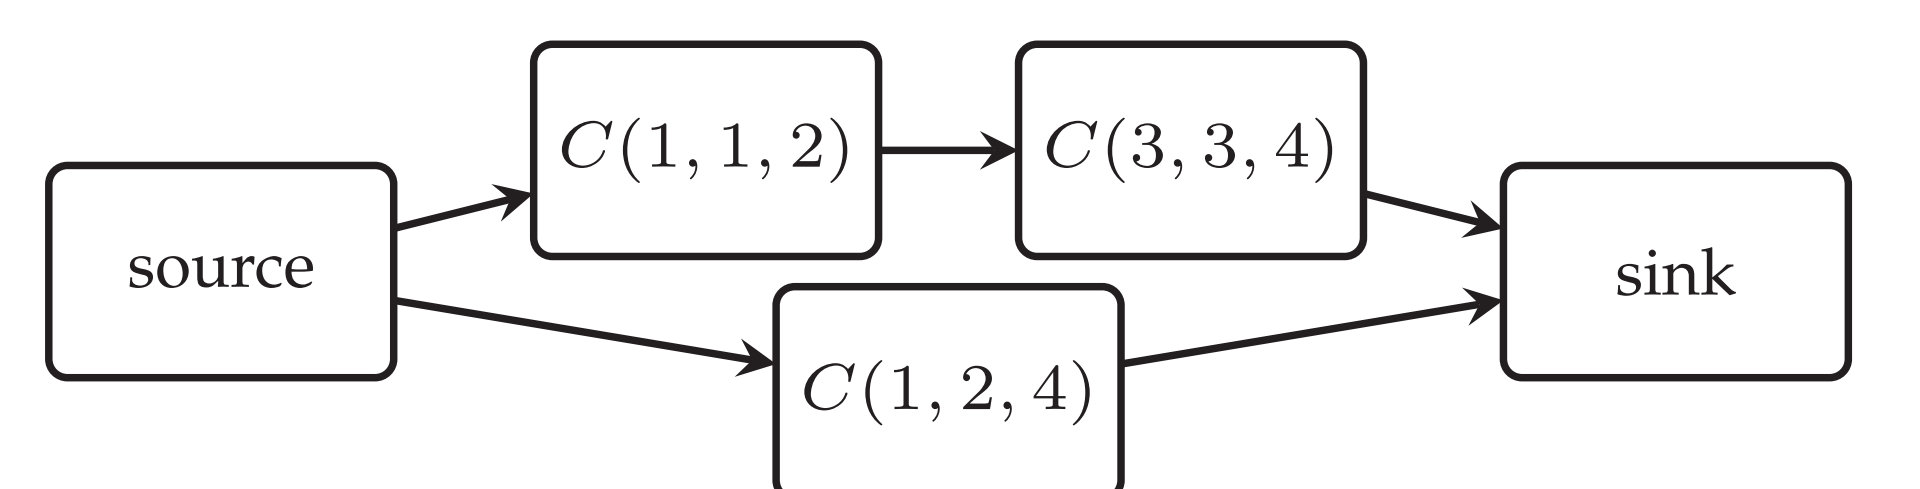 C(1, 1, 2)
C(3, 3, 4)
source
sink
C(1, 2, 4)